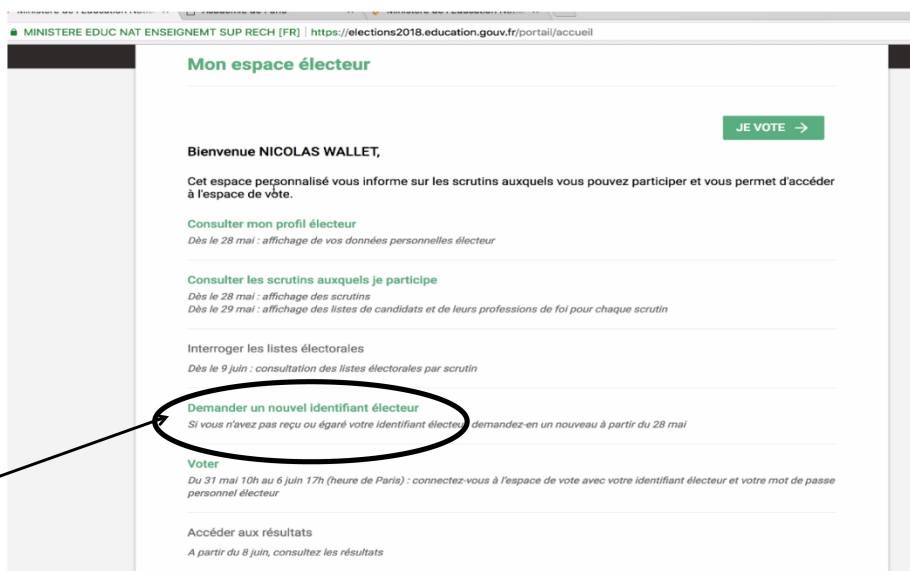 MINISTERE EDUC NAT ENSEIGNEMT SUP RECH [FR] | https://elections2018.education.gouv.fr/portail/accueil
Mon espace électeur
JE VOTE →
Bienvenue NICOLAS WALLET,
Cet espace personnalisé vous informe sur les scrutins auxquels vous pouvez participer et vous permet d'accéder
à l'espace de vote.
Consulter mon profil électeur
Dès le 28 mai : affichage de vos données personnelles électeur
Consulter les scrutins auxquels je participe
Dès le 28 mai : affichage des scrutins
Dès le 29 mai : affichage des listes de candidats et de leurs professions de foi pour chaque scrutin
Interroger les listes électorales
Dès le 9 juin : consultation des listes électorales par scrutin
Demander un nouvel identifiant électeur
Si vous n'avez pas reçu ou égaré votre identifiant électeur, demandez-en un nouveau à partir du 28 mai
Voter
Du 31 mai 10h au 6 juin 17h (heure de Paris) : connectez-vous à l'espace de vote avec votre identifiant électeur et votre mot de passe
personnel électeur
Accéder aux résultats
A partir du 8 juin, consultez les résultats